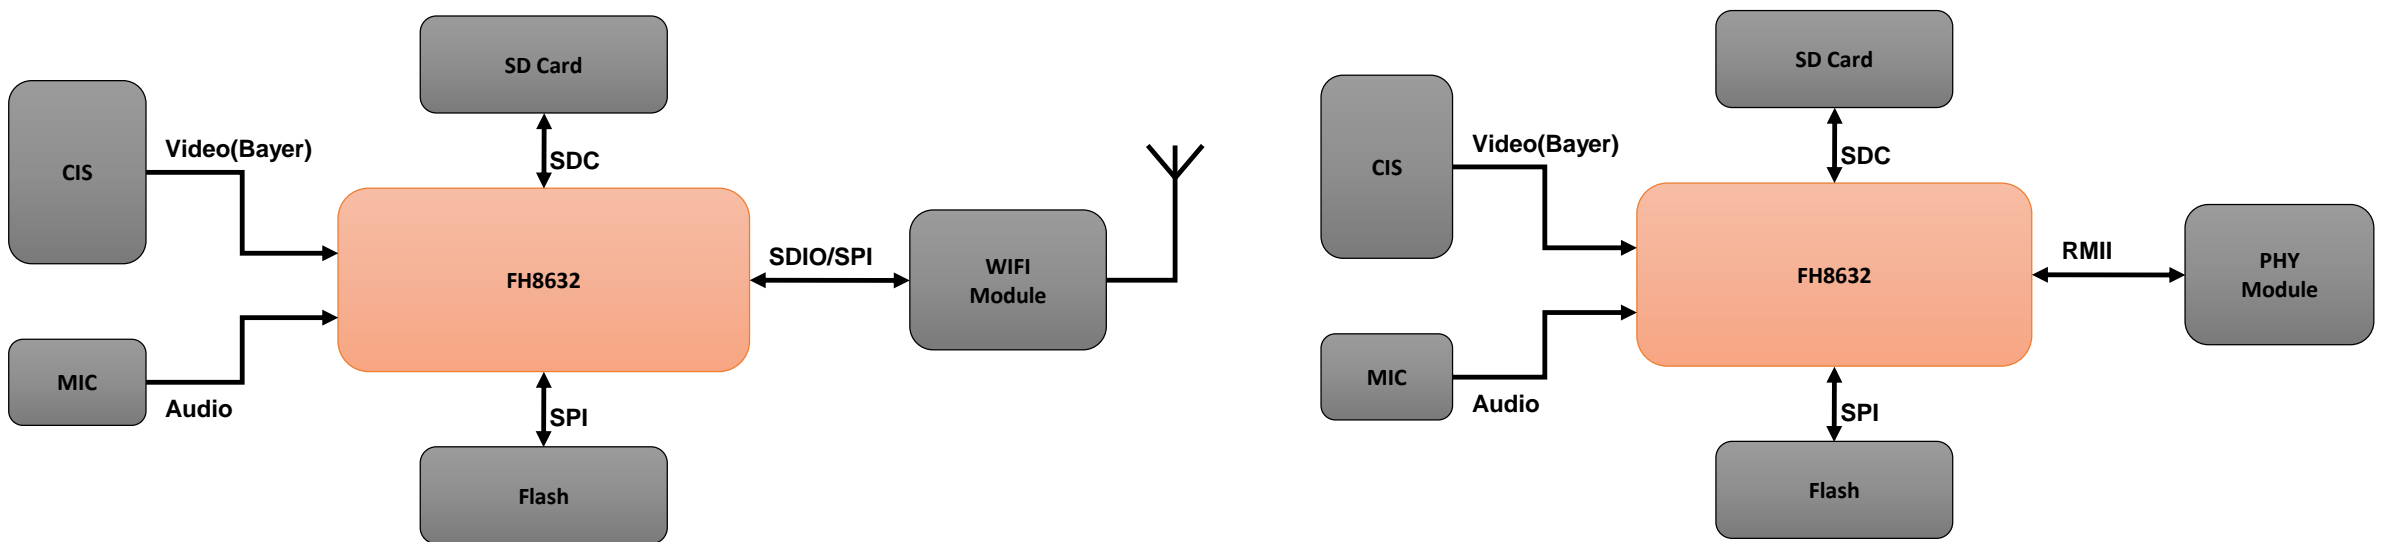 SD Card
CIS
Video(Bayer)
SDC
FH8632
SDIO/SPI
WIFI
Module
MIC
Audio
SPI
Flash
SD Card
CIS
Video(Bayer)
SDC
FH8632
RMII
PHY
Module
MIC
Audio
SPI
Flash